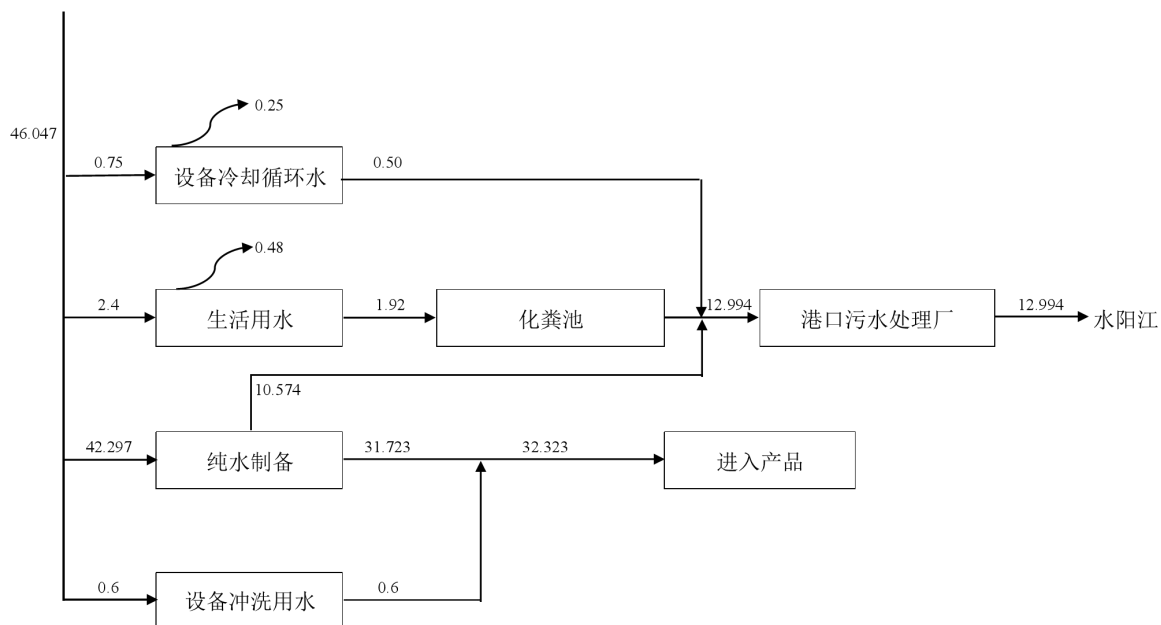 0.25
46.047
0.75
设备冷却循环水
0.50
0.48
2.4
生活用水
1.92
化粪池
12.994
港口污水处理厂
12.994
水阳江
10.574
42.297
纯水制备
31.723
32.323
进入产品
0.6
设备冲洗用水
0.6